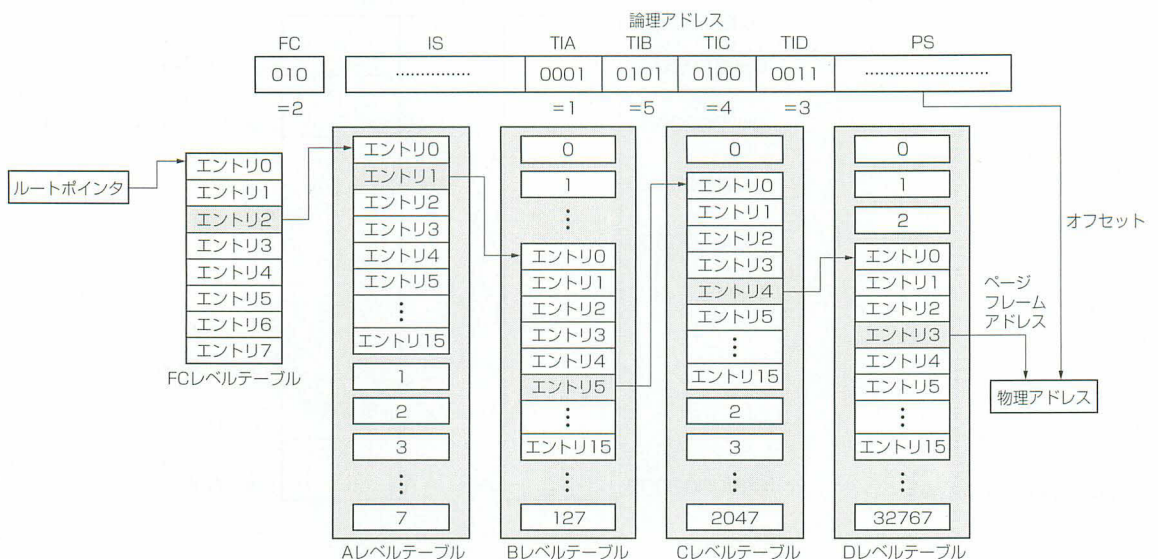 論理アドレス
FC IS TIA TIB TIC TID PS
010 …………… 0001 0101 0100 0011 ……………………
=2 =1 =5 =4 =3
ルートポインタ
エントリ0
エントリ1
エントリ2
エントリ3
エントリ4
エントリ5
エントリ6
エントリ7
FCレベルテーブル
エントリ0
エントリ1
エントリ2
エントリ3
エントリ4
エントリ5
⋮
エントリ15
1
2
3
⋮
7
Aレベルテーブル
0
1
⋮
エントリ0
エントリ1
エントリ2
エントリ3
エントリ4
エントリ5
⋮
エントリ15
⋮
127
Bレベルテーブル
0
エントリ0
エントリ1
エントリ2
エントリ3
エントリ4
エントリ5
⋮
エントリ15
2
3
⋮
2047
Cレベルテーブル
0
1
2
エントリ0
エントリ1
エントリ2
エントリ3
エントリ4
エントリ5
⋮
エントリ15
⋮
32767
Dレベルテーブル
オフセット
ページ
フレーム
アドレス
物理アドレス